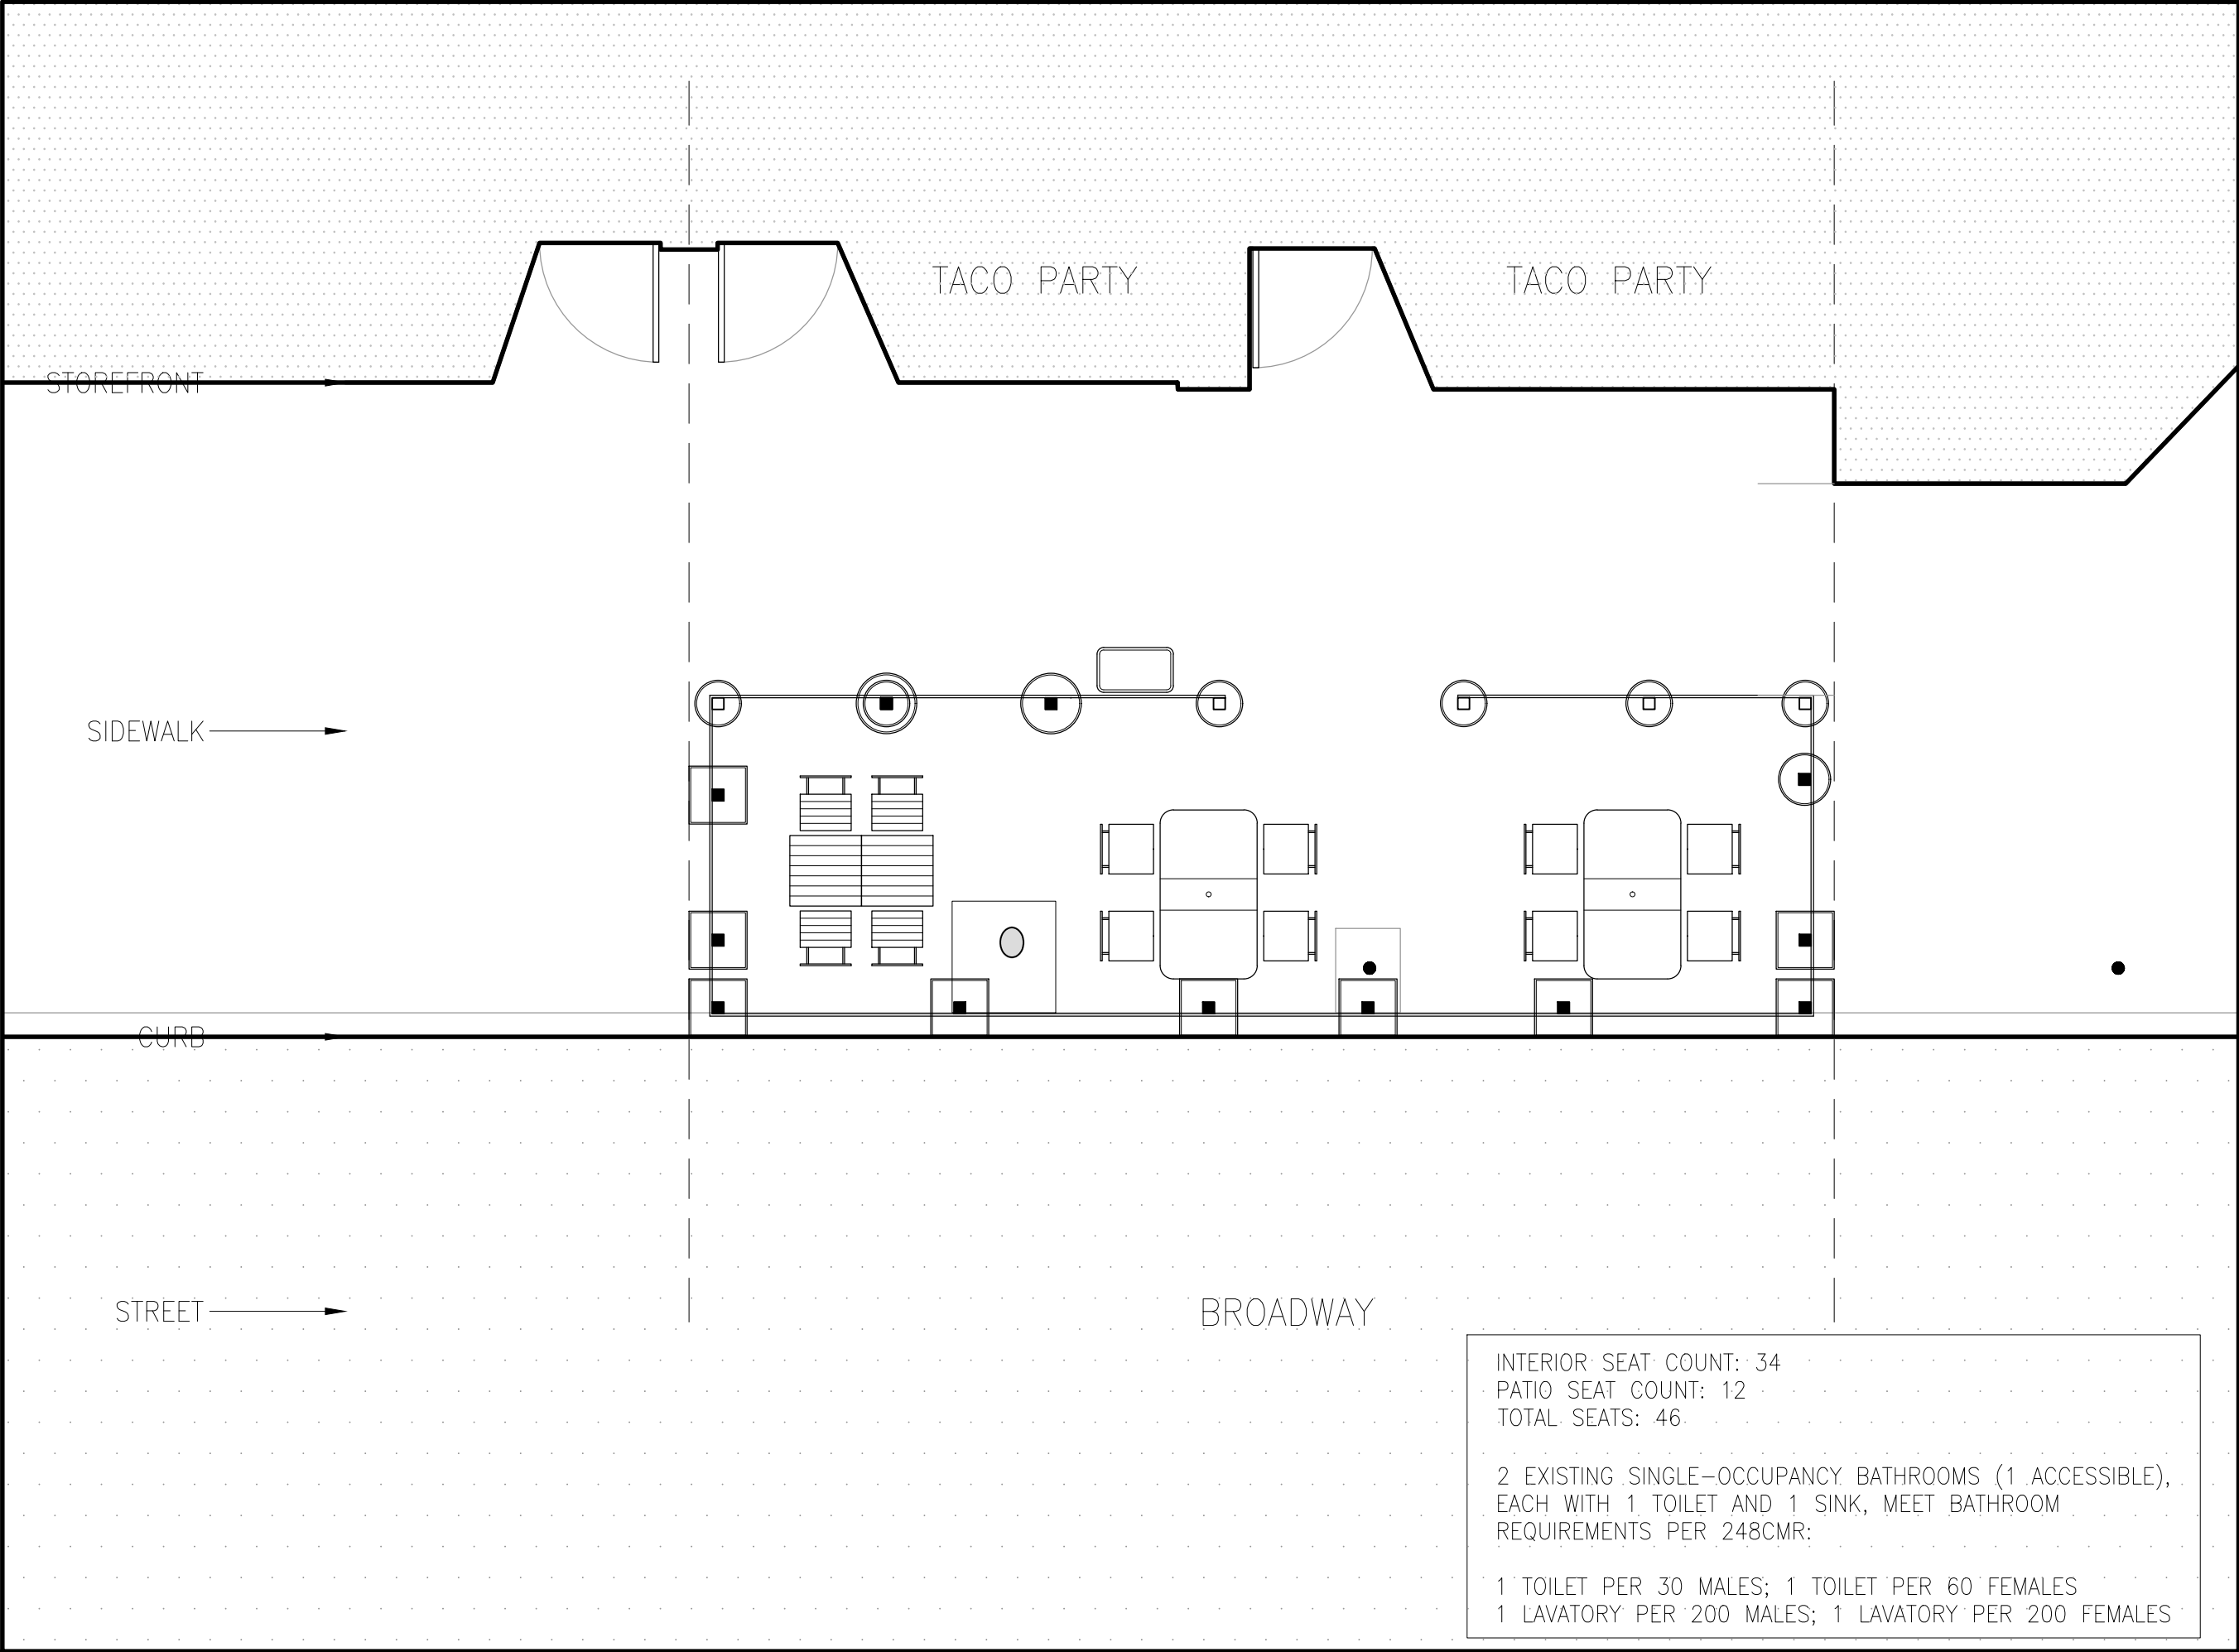 TACO PARTY
TACO PARTY
STOREFRONT
SIDEWALK
CURB
STREET
BROADWAY
INTERIOR SEAT COUNT: 34
PATIO SEAT COUNT: 12
TOTAL SEATS: 46
2 EXISTING SINGLE-OCCUPANCY BATHROOMS (1 ACCESSIBLE),
EACH WITH 1 TOILET AND 1 SINK, MEET BATHROOM
REQUIREMENTS PER 248CMR:
1 TOILET PER 30 MALES; 1 TOILET PER 60 FEMALES
1 LAVATORY PER 200 MALES; 1 LAVATORY PER 200 FEMALES